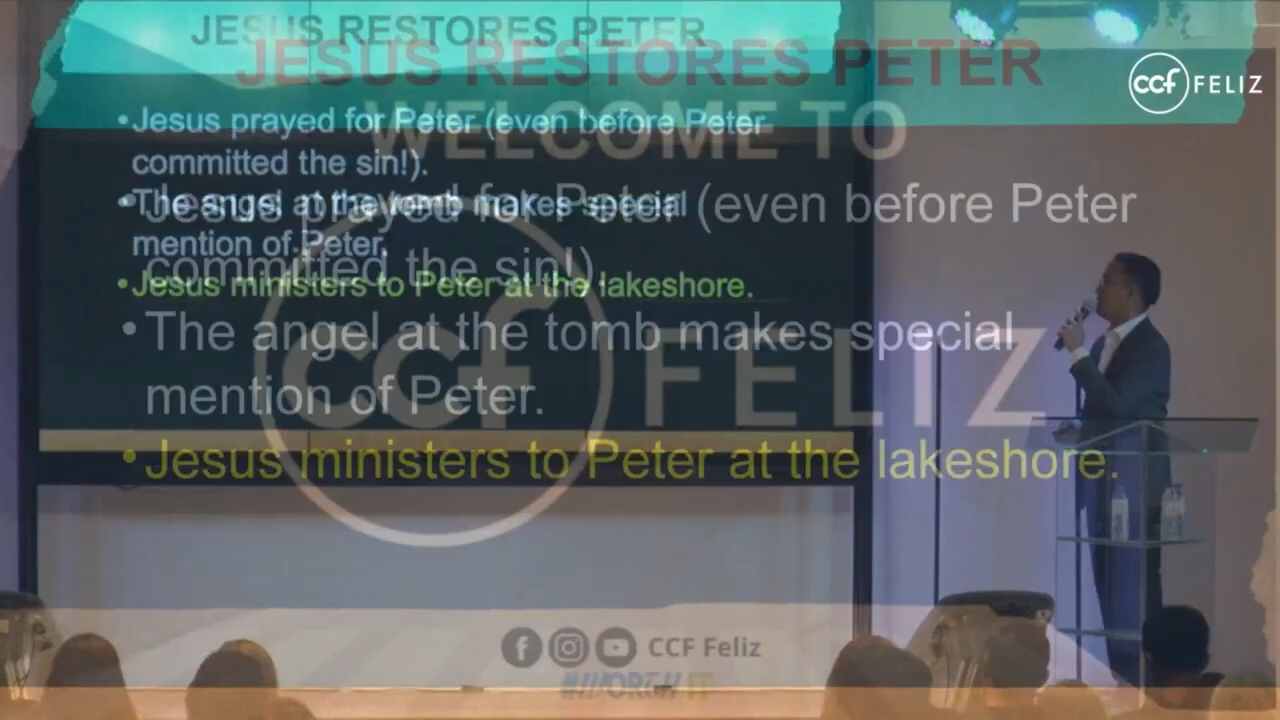 JESUS RESTORES PETER
JESUS RESTORES PETER
ccf FELIZ
WELCOME TO
•Jesus prayed for Peter (even before Peter
committed the sin!).
•The angel at the tomb makes special
mention of Peter.
•Jesus ministers to Peter at the lakeshore.
•Jesus prayed for Peter (even before Peter
committed the sin!).
•The angel at the tomb makes special
mention of Peter.
•Jesus ministers to Peter at the lakeshore.
ccf FELIZ
CCF Feliz
#WORTHIT